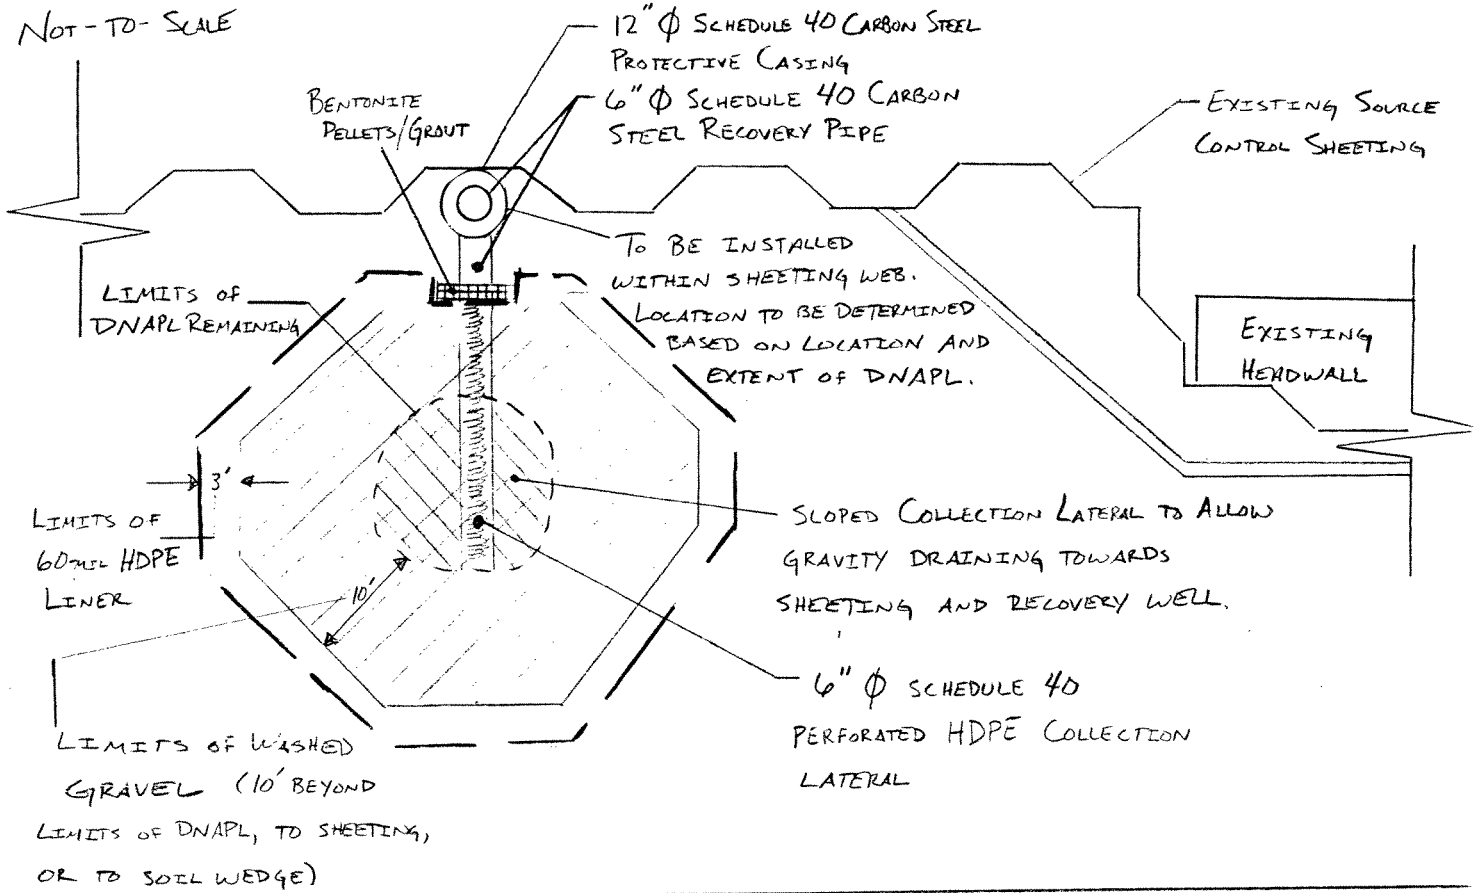 NOT-TO-SCALE
12" Φ SCHEDULE 40 CARBON STEEL
PROTECTIVE CASING
6" Φ SCHEDULE 40 CARBON
STEEL RECOVERY PIPE
BENTONITE
PELLETS/GROUT
EXISTING SOURCE
CONTROL SHEETING
TO BE INSTALLED
WITHIN SHEETING WEB.
LOCATION TO BE DETERMINED
BASED ON LOCATION AND
EXTENT OF DNAPL.
LIMITS OF
DNAPL REMAINING
EXISTING
HEADWALL
3'
LIMITS OF
60 MIL HDPE
LINER
10'
SLOPED COLLECTION LATERAL TO ALLOW
GRAVITY DRAINING TOWARDS
SHEETING AND RECOVERY WELL.
6" Φ SCHEDULE 40
PERFORATED HDPE COLLECTION
LATERAL
LIMITS OF WASHED
GRAVEL (10' BEYOND
LIMITS OF DNAPL, TO SHEETING,
OR TO SOIL WEDGE)